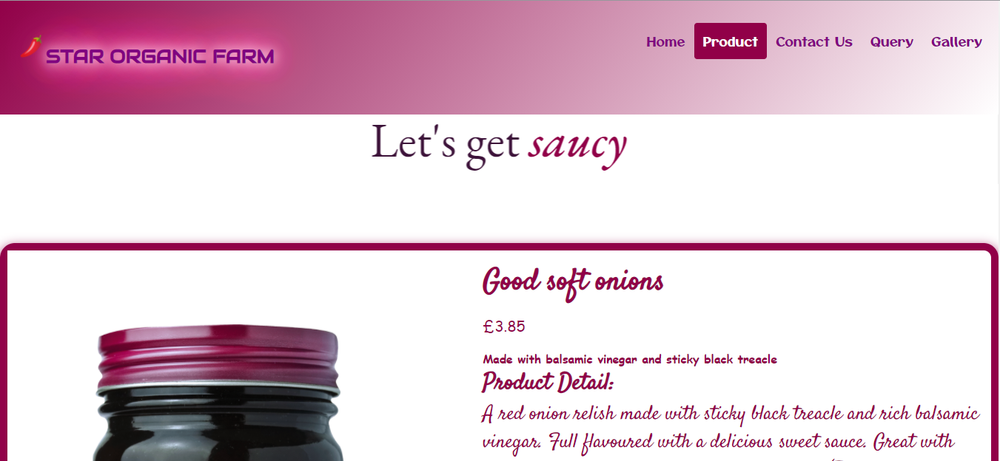 STAR ORGANIC FARM
Home Product Contact Us Query Gallery
Let's get saucy
Good soft onions
£3.85
Made with balsamic vinegar and sticky black treacle
Product Detail:
A red onion relish made with sticky black treacle and rich balsamic
vinegar. Full flavoured with a delicious sweet sauce. Great with